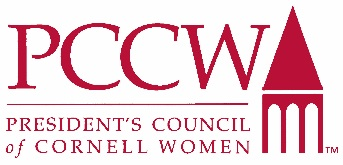 PCCW
PRESIDENT'S COUNCIL
of CORNELL WOMEN
TM